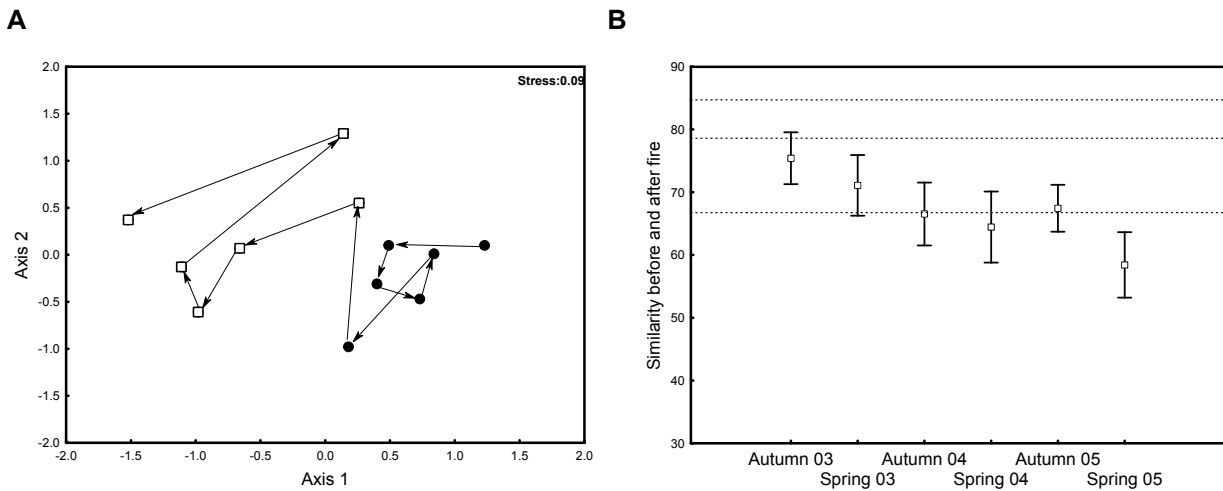 A
Stress:0.09
2.0
1.5
1.0
0.5
0.0
-0.5
-1.0
-1.5
-2.0
Axis 2
-2.0 -1.5 -1.0 -0.5 0.0 0.5 1.0 1.5 2.0
Axis 1
B
90
80
70
60
50
40
30
Similarity before and after fire
Autumn 03 Autumn 04 Autumn 05
Spring 03 Spring 04 Spring 05